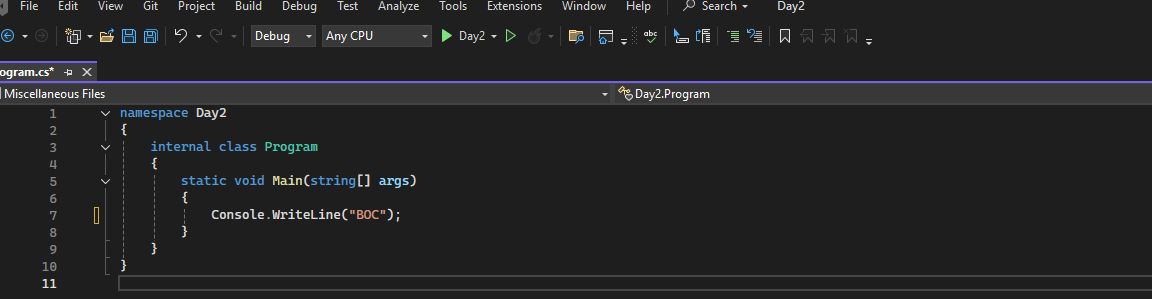 File Edit View Git Project Build Debug Test Analyze Tools Extensions Window Help Search Day2
Debug Any CPU Day2
ogram.cs*
Miscellaneous Files Day2.Program
1 namespace Day2
2 {
3 internal class Program
4 {
5 static void Main(string[] args)
6 {
7 Console.WriteLine("BOC");
8 }
9 }
10 }
11